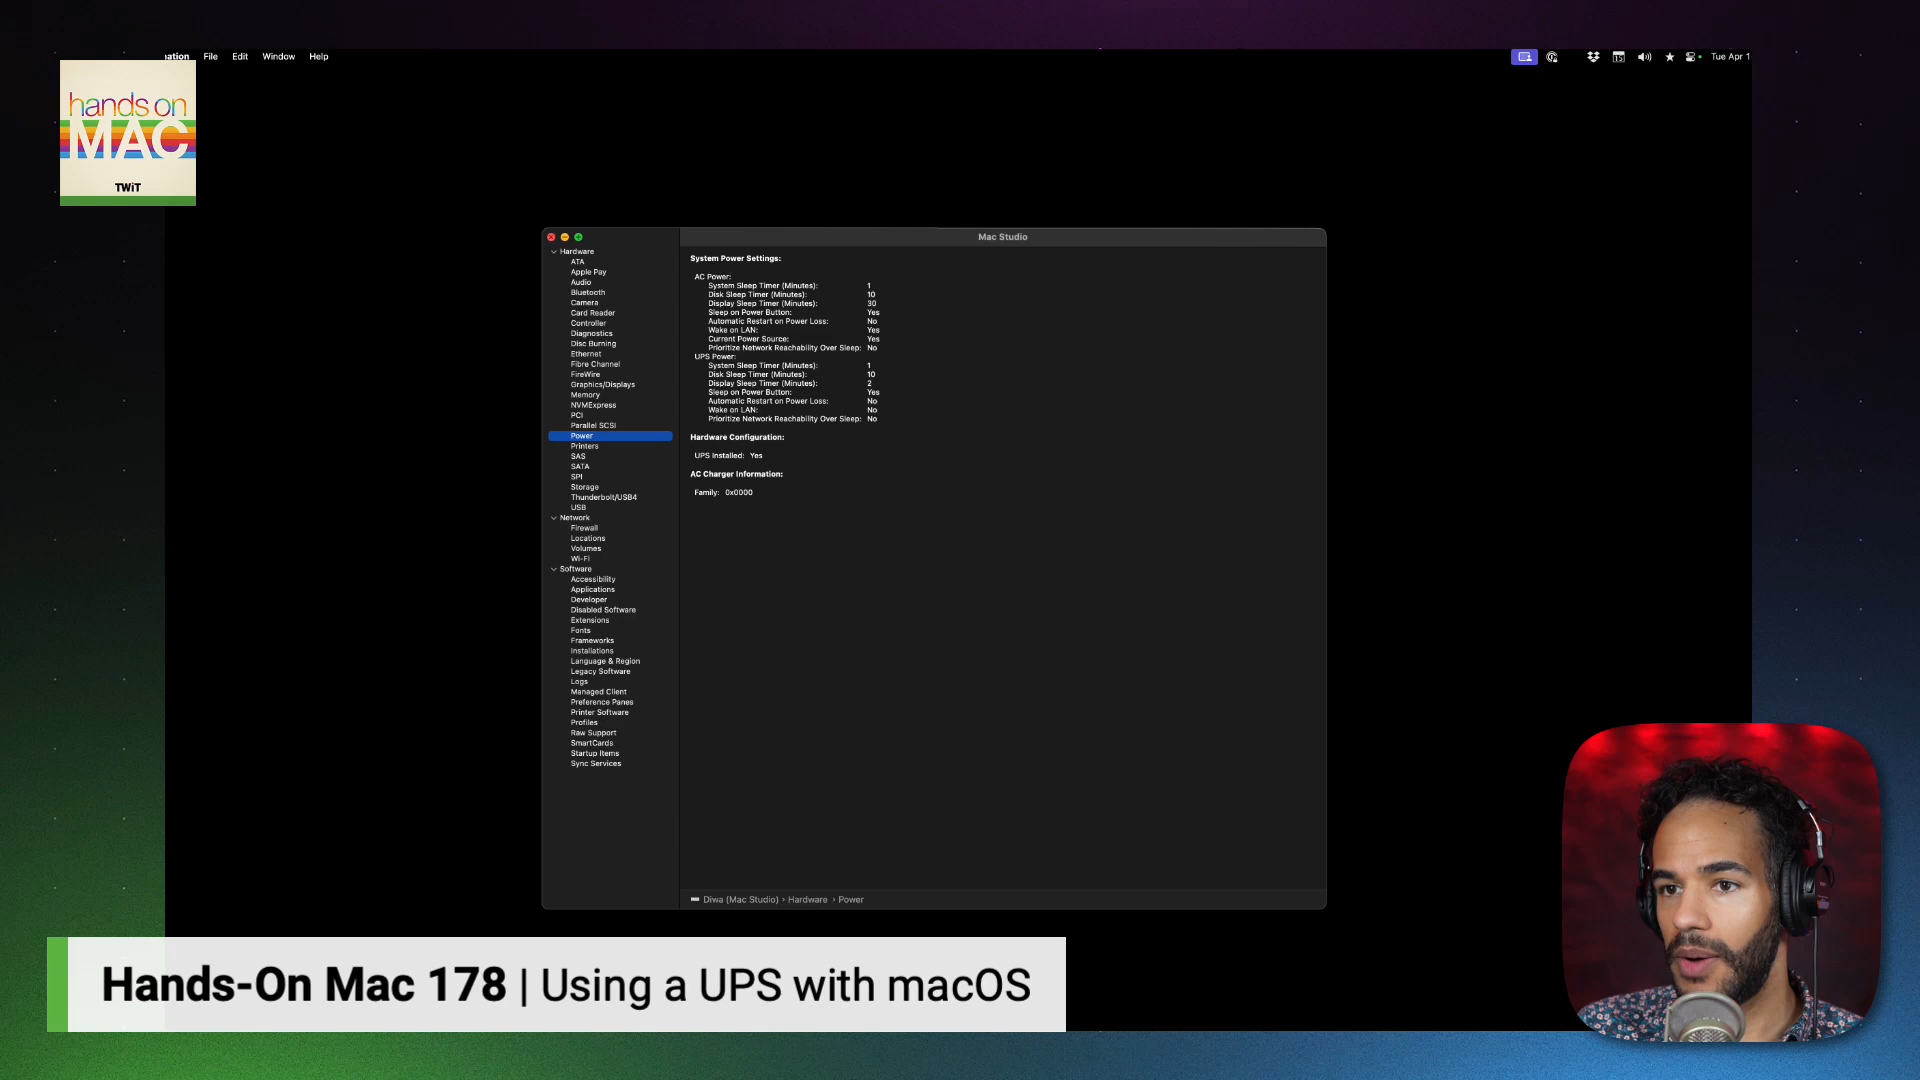 ation File Edit Window Help
15 Tue Apr 1
hands on
MAC
TWiT
Mac Studio
Hardware
ATA
Apple Pay
Audio
Bluetooth
Camera
Card Reader
Controller
Diagnostics
Disc Burning
Ethernet
Fibre Channel
FireWire
Graphics/Displays
Memory
NVMExpress
PCI
Parallel SCSI
Power
Printers
SAS
SATA
SPI
Storage
Thunderbolt/USB4
USB
Network
Firewall
Locations
Volumes
Wi-Fi
Software
Accessibility
Applications
Developer
Disabled Software
Extensions
Fonts
Frameworks
Installations
Language & Region
Legacy Software
Logs
Managed Client
Preference Panes
Printer Software
Profiles
Raw Support
SmartCards
Startup Items
Sync Services
System Power Settings:
AC Power:
System Sleep Timer (Minutes): 1
Disk Sleep Timer (Minutes): 10
Display Sleep Timer (Minutes): 30
Sleep on Power Button: Yes
Automatic Restart on Power Loss: No
Wake on LAN: Yes
Current Power Source: Yes
Prioritize Network Reachability Over Sleep: No
UPS Power:
System Sleep Timer (Minutes): 1
Disk Sleep Timer (Minutes): 10
Display Sleep Timer (Minutes): 2
Sleep on Power Button: Yes
Automatic Restart on Power Loss: No
Wake on LAN: No
Prioritize Network Reachability Over Sleep: No
Hardware Configuration:
UPS Installed: Yes
AC Charger Information:
Family: 0x0000
Diwa (Mac Studio) › Hardware › Power
Hands-On Mac 178 | Using a UPS with macOS